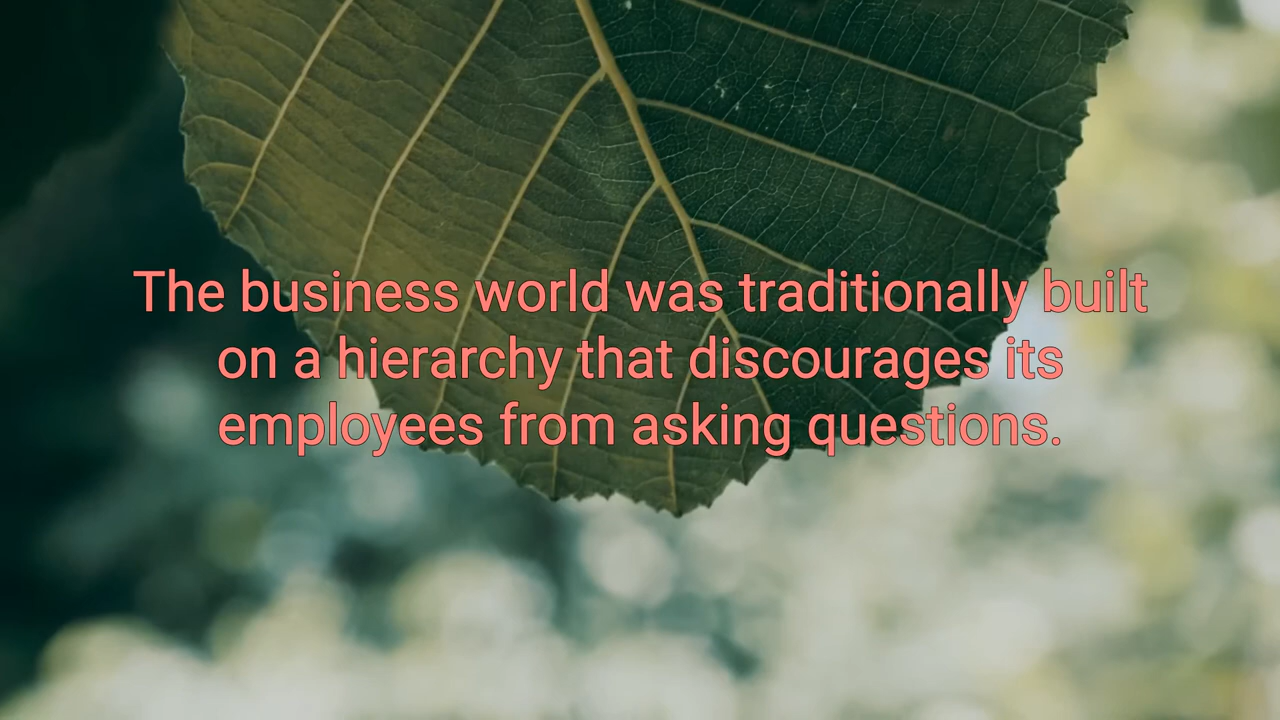 The business world was traditionally built
on a hierarchy that discourages its
employees from asking questions.